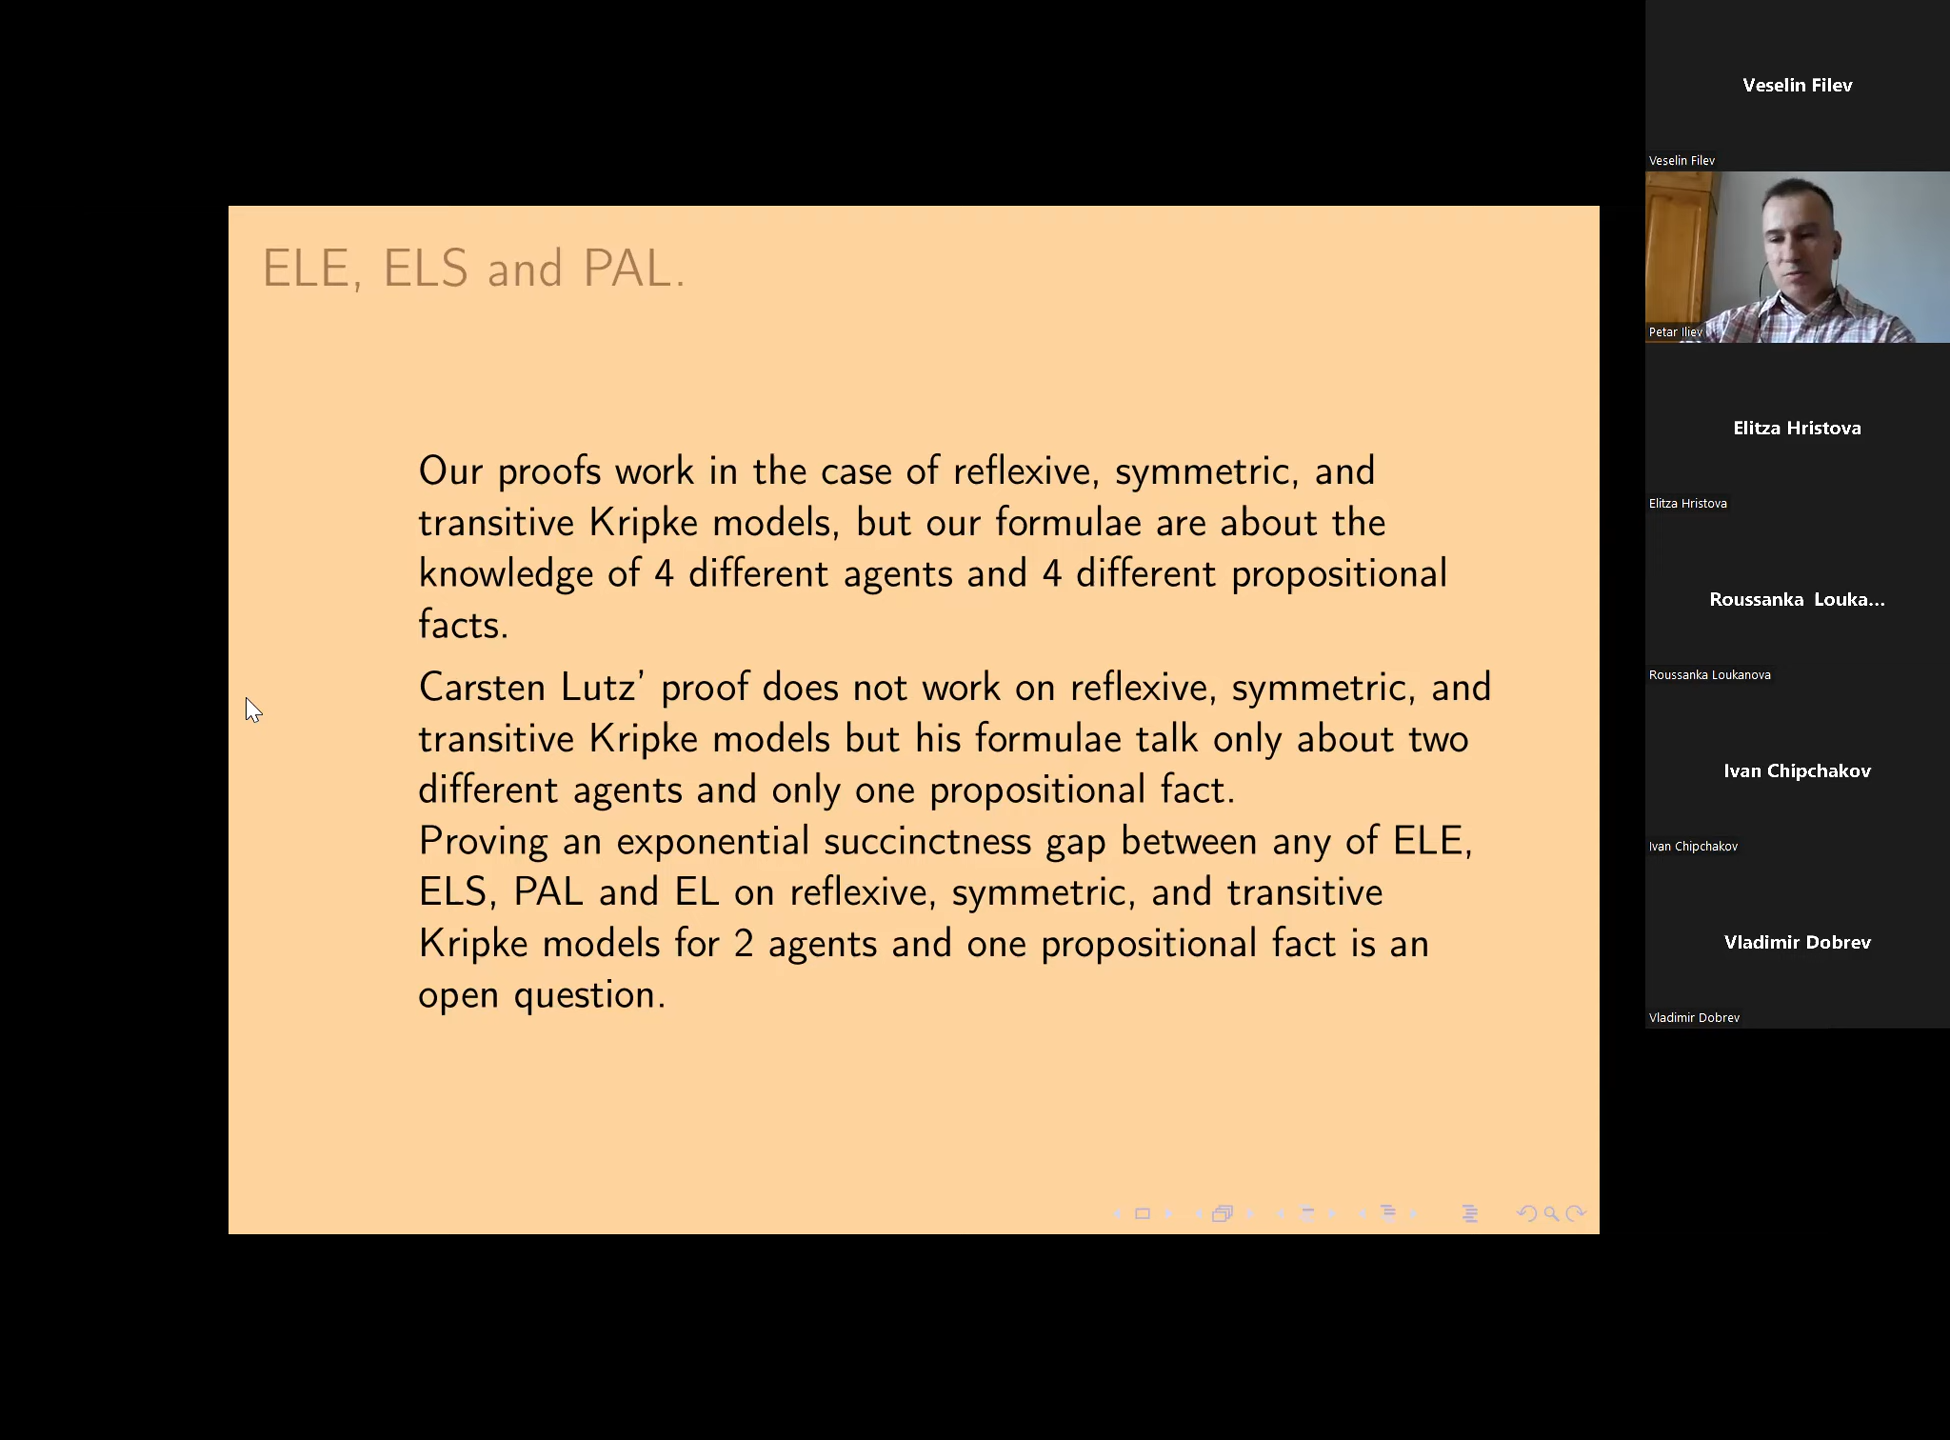 ELE, ELS and PAL.
Our proofs work in the case of reflexive, symmetric, and
transitive Kripke models, but our formulae are about the
knowledge of 4 different agents and 4 different propositional
facts.
Carsten Lutz' proof does not work on reflexive, symmetric, and
transitive Kripke models but his formulae talk only about two
different agents and only one propositional fact.
Proving an exponential succinctness gap between any of ELE,
ELS, PAL and EL on reflexive, symmetric, and transitive
Kripke models for 2 agents and one propositional fact is an
open question.
Veselin Filev
Veselin Filev
Petar Iliev
Elitza Hristova
Elitza Hristova
Roussanka Louka...
Roussanka Loukanova
Ivan Chipchakov
Ivan Chipchakov
Vladimir Dobrev
Vladimir Dobrev